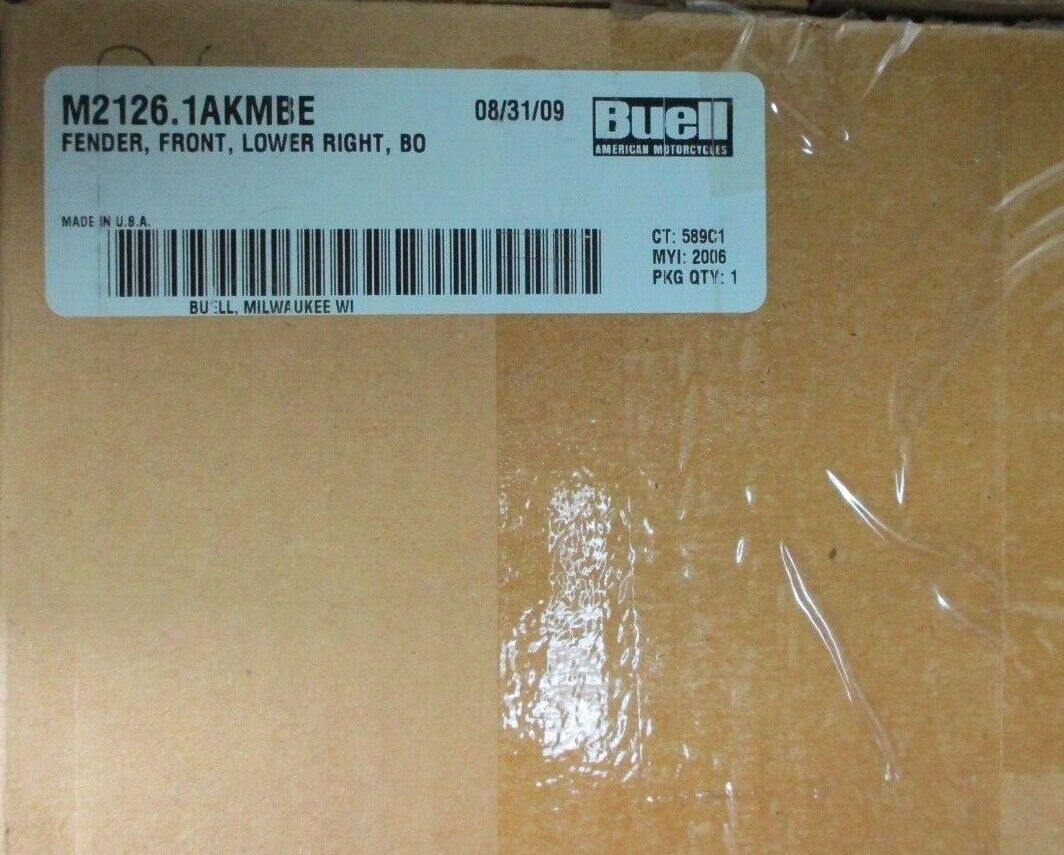 M2126.1AKMBE
08/31/09
Buell
AMERICAN MOTORCYCLES
FENDER, FRONT, LOWER RIGHT, BO
MADE IN U.S.A.
CT: 589C1
MYI: 2006
PKG QTY: 1
BUELL, MILWAUKEE WI